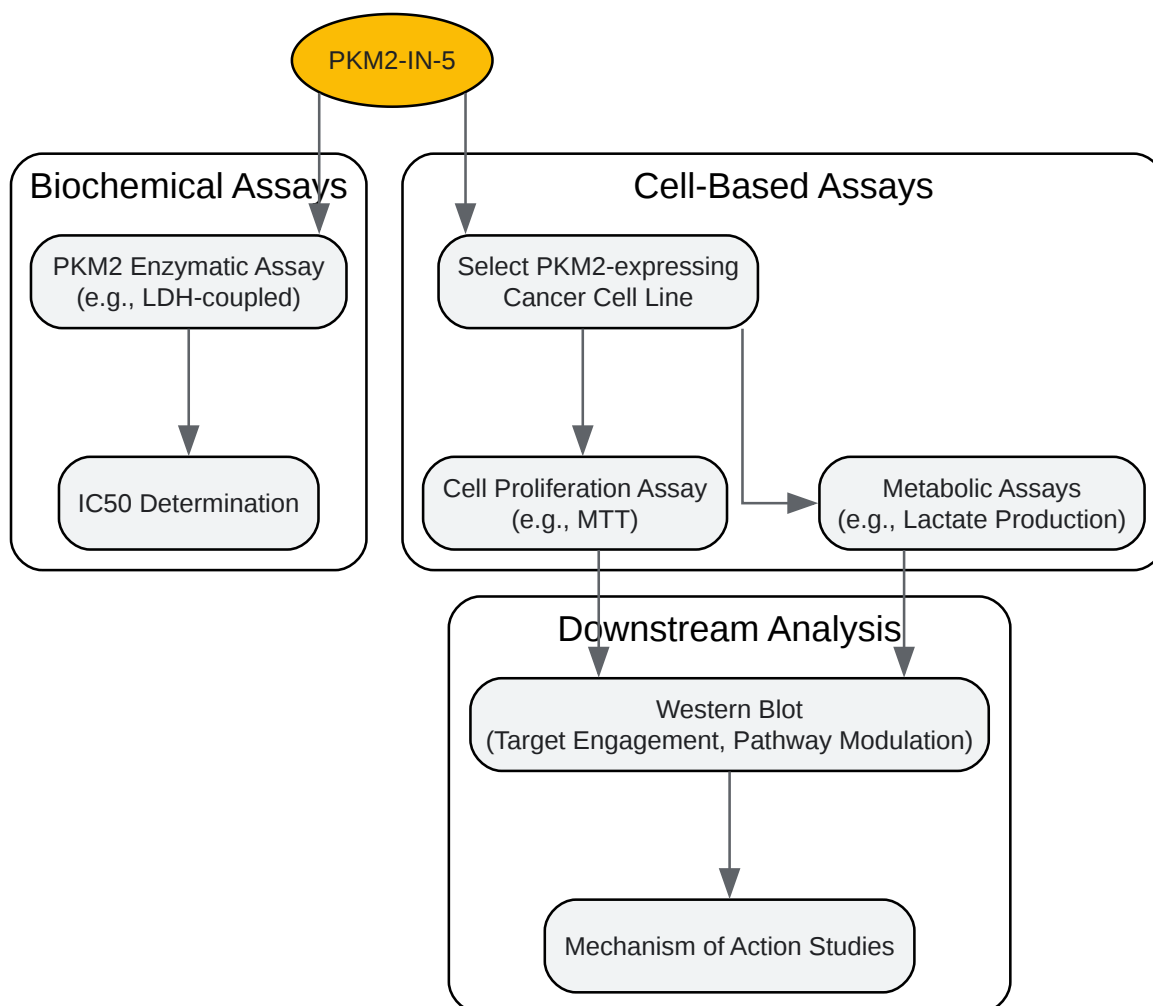 PKM2-IN-5
Biochemical Assays
Cell-Based Assays
PKM2 Enzymatic Assay
(e.g., LDH-coupled)
Select PKM2-expressing
Cancer Cell Line
IC50 Determination
Cell Proliferation Assay
(e.g., MTT)
Metabolic Assays
(e.g., Lactate Production)
Downstream Analysis
Western Blot
(Target Engagement, Pathway Modulation)
Mechanism of Action Studies